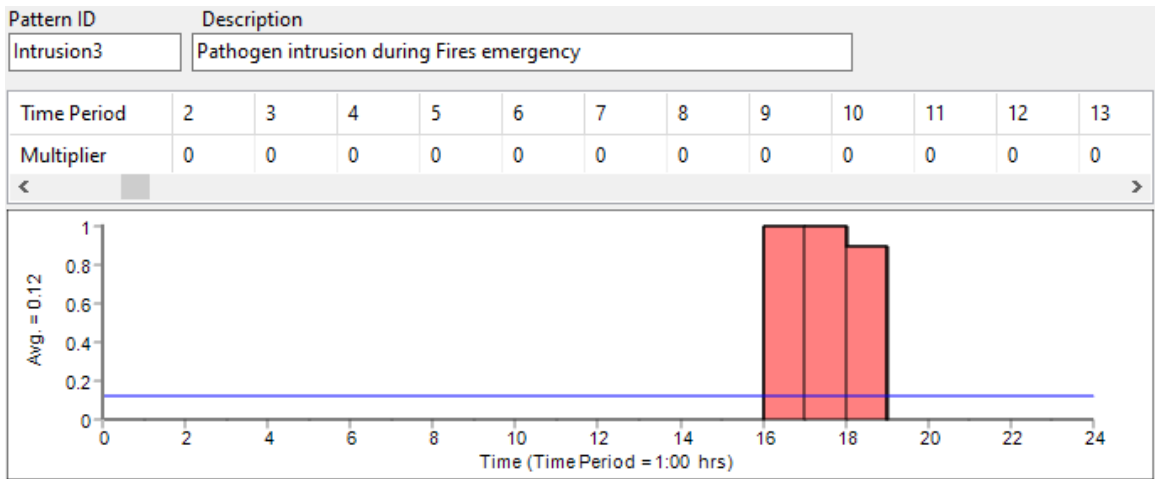 Pattern ID Description
Intrusion3 Pathogen intrusion during Fires emergency
Time Period 2 3 4 5 6 7 8 9 10 11 12 13
Multiplier 0 0 0 0 0 0 0 0 0 0 0 0
Avg. = 0.12
1
0.8
0.6
0.4
0.2
0
0 2 4 6 8 10 12 14 16 18 20 22 24
Time (Time Period = 1:00 hrs)